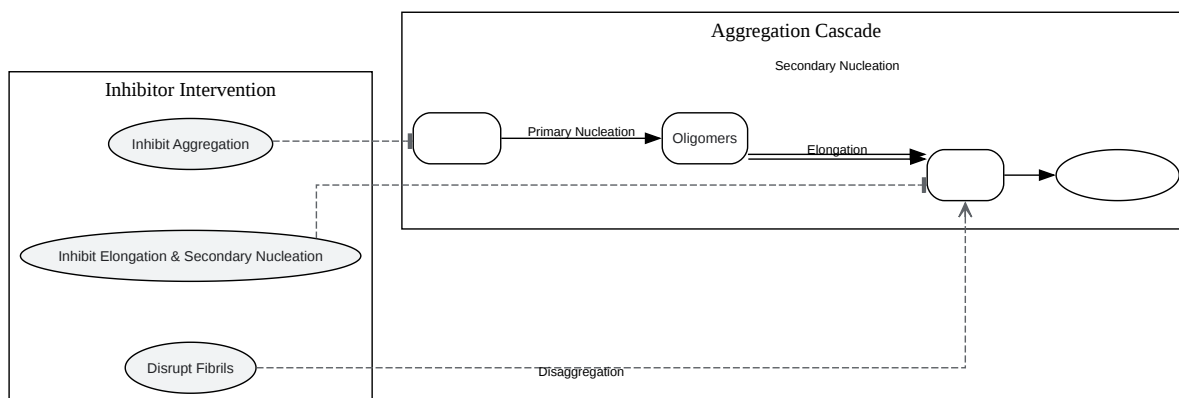 Aggregation Cascade
Secondary Nucleation
Inhibitor Intervention
Inhibit Aggregation
Primary Nucleation
Oligomers
Elongation
Inhibit Elongation & Secondary Nucleation
Disrupt Fibrils
Disaggregation